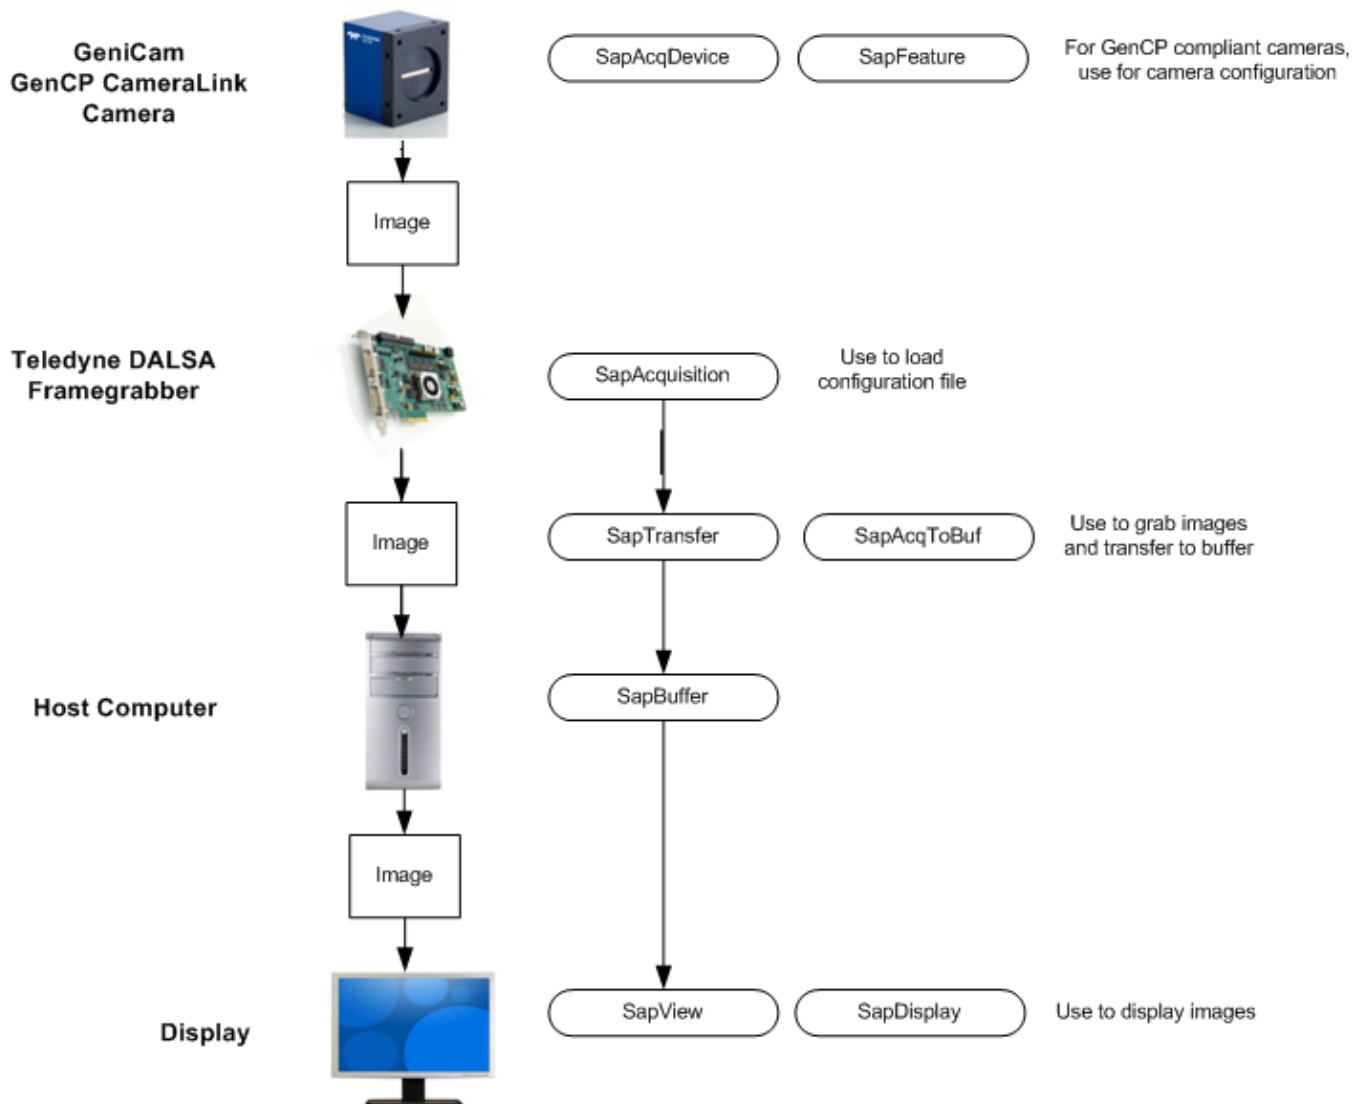 GeniCam
GenCP CameraLink
Camera
SapAcqDevice
SapFeature
For GenCP compliant cameras,
use for camera configuration
Image
Teledyne DALSA
Framegrabber
SapAcquisition
Use to load
configuration file
Image
SapTransfer
SapAcqToBuf
Use to grab images
and transfer to buffer
Host Computer
SapBuffer
Image
Display
SapView
SapDisplay
Use to display images